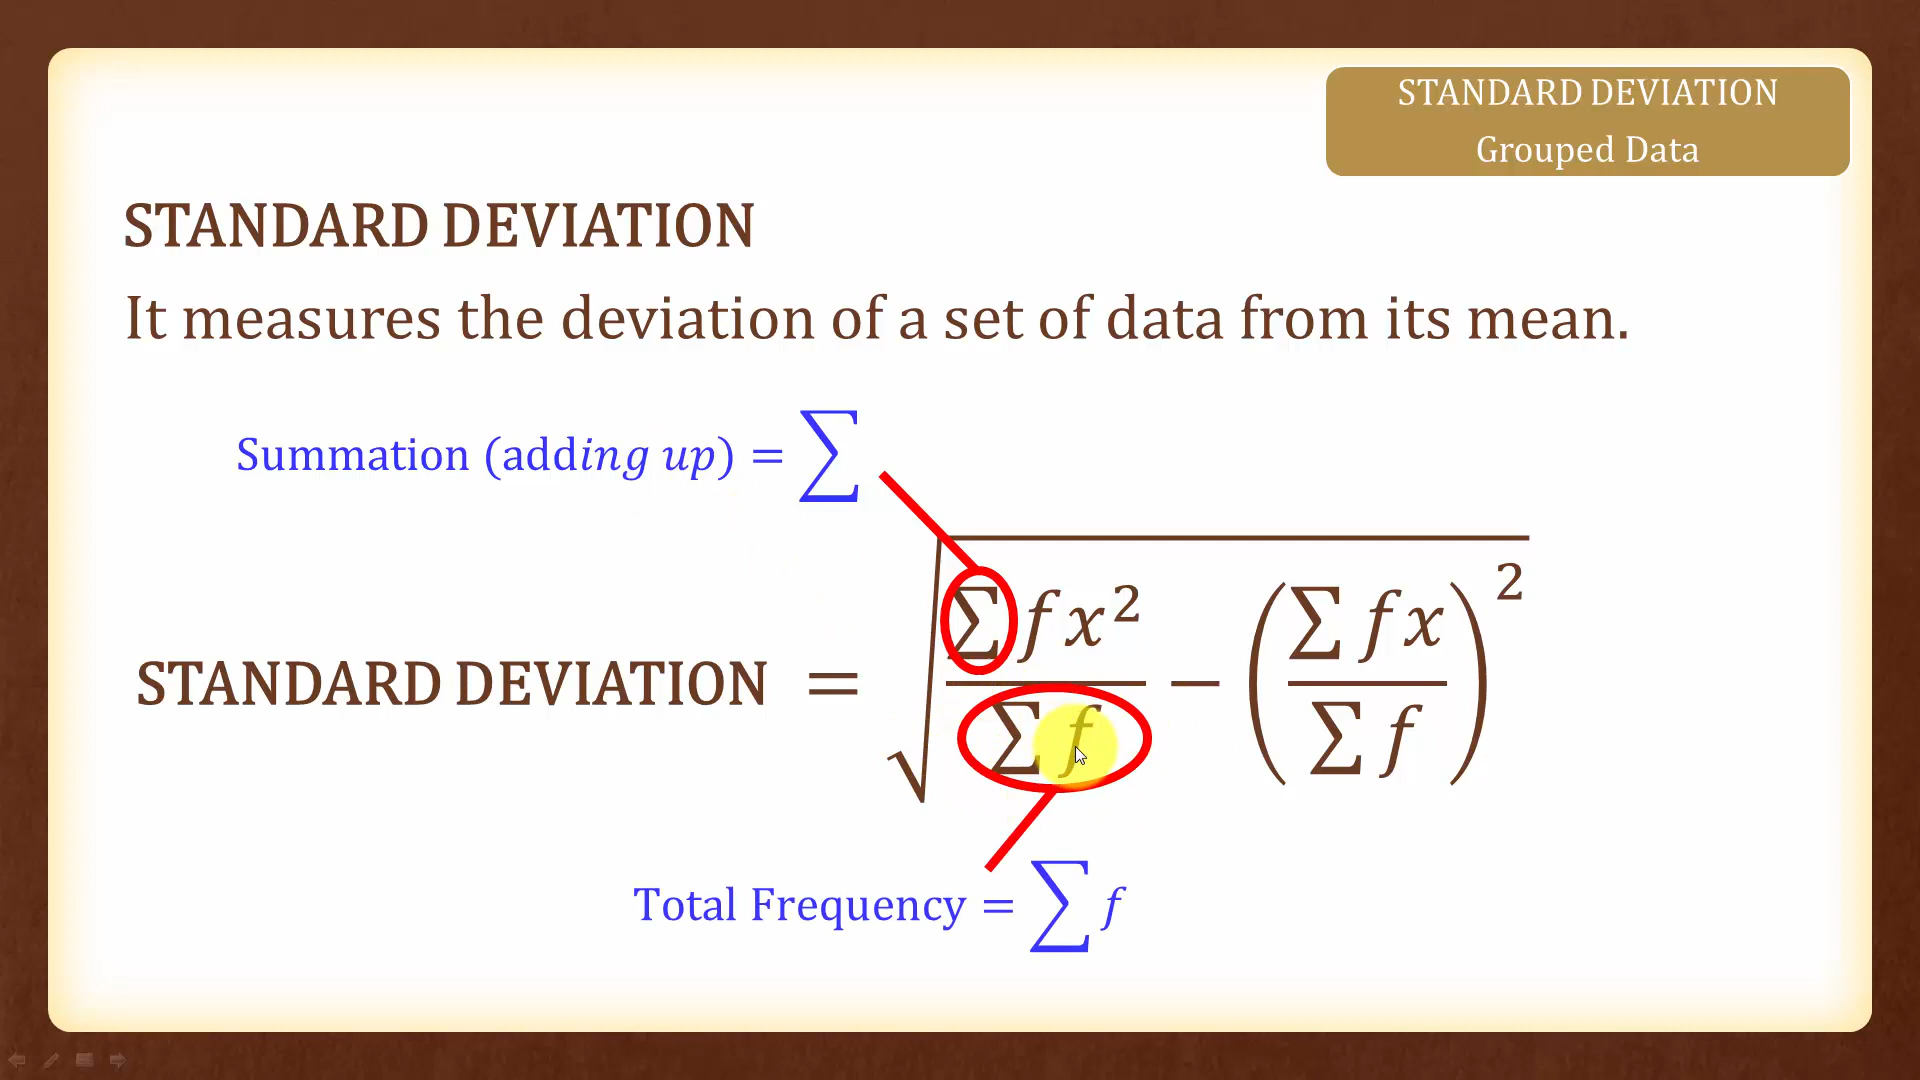 STANDARD DEVIATION
Grouped Data
STANDARD DEVIATION
It measures the deviation of a set of data from its mean.
Summation (adding up) = ∑
STANDARD DEVIATION = √(∑fx²/∑f − (∑fx/∑f)²)
Total Frequency = ∑f